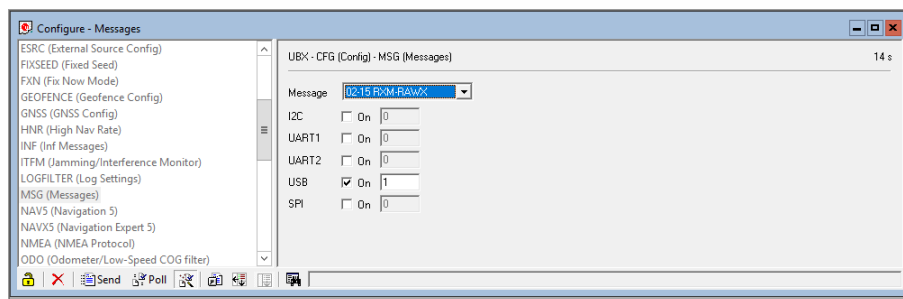 Configure - Messages
ESRC (External Source Config)
FIXSEED (Fixed Seed)
FXN (Fix Now Mode)
GEOFENCE (Geofence Config)
GNSS (GNSS Config)
HNR (High Nav Rate)
INF (Inf Messages)
ITFM (Jamming/Interference Monitor)
LOGFILTER (Log Settings)
MSG (Messages)
NAV5 (Navigation 5)
NAVX5 (Navigation Expert 5)
NMEA (NMEA Protocol)
ODO (Odometer/Low-Speed COG filter)
UBX - CFG (Config) - MSG (Messages) 14 s
Message 02-15 RXM-RAWX
I2C On 0
UART1 On 0
UART2 On 0
USB On 1
SPI On 0
Send Poll